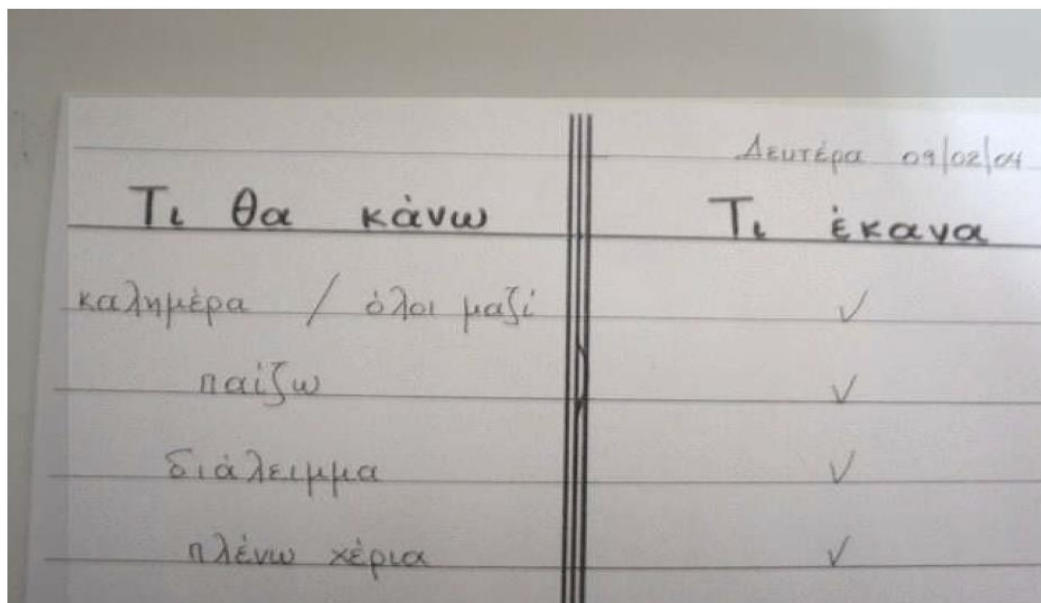 Δευτέρα 09/02/04
Τι θα κάνω Τι έκανα
καλημέρα / όλοι μαζί ✓
παίζω ✓
διάλειμμα ✓
πλένω χέρια ✓